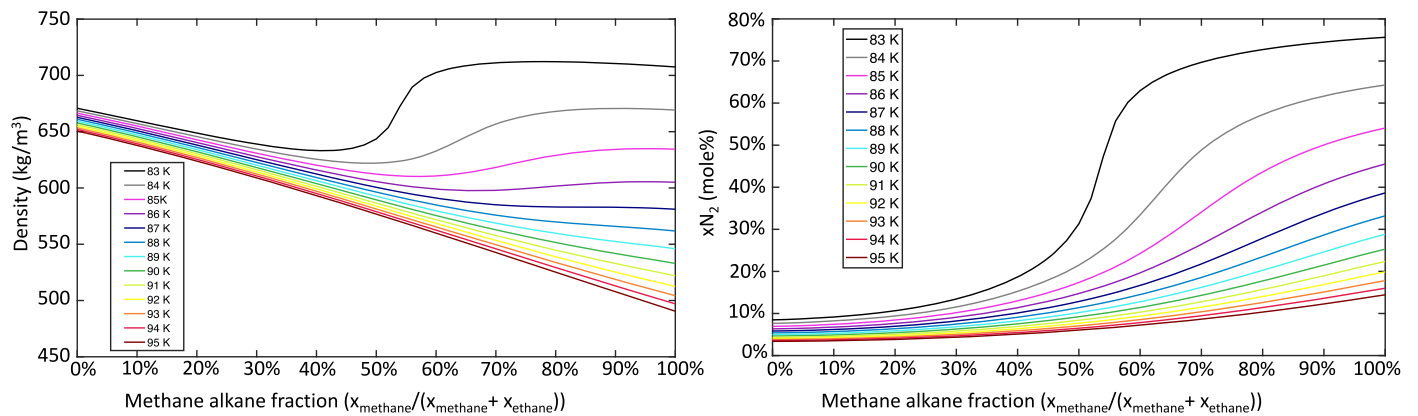 750
700
650
600
550
500
450
Density (kg/m³)
83 K
84 K
85K
86 K
87 K
88 K
89 K
90 K
91 K
92 K
93 K
94 K
95 K
0% 10% 20% 30% 40% 50% 60% 70% 80% 90% 100%
Methane alkane fraction (xmethane/(xmethane+ xethane))
80%
70%
60%
50%
40%
30%
20%
10%
0%
xN₂ (mole%)
83 K
84 K
85 K
86 K
87 K
88 K
89 K
90 K
91 K
92 K
93 K
94 K
95 K
0% 10% 20% 30% 40% 50% 60% 70% 80% 90% 100%
Methane alkane fraction (xmethane/(xmethane+ xethane))